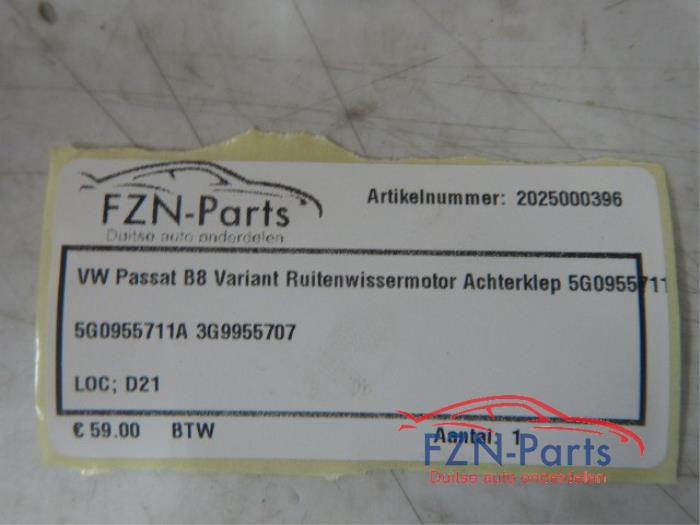 FZN-Parts
Duitse auto onderdelen
Artikelnummer: 2025000396
VW Passat B8 Variant Ruitenwissermotor Achterklep 5G0955711
5G0955711A 3G9955707
LOC; D21
€ 59.00 BTW Aantal: 1
FZN-Parts
Duitse auto onderdelen